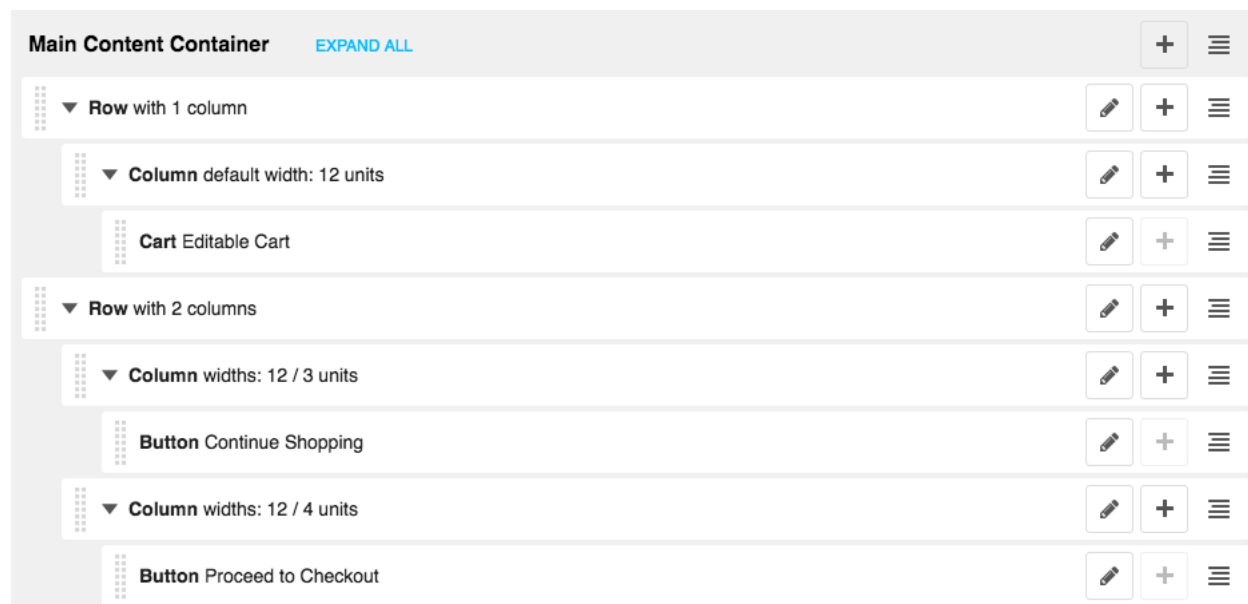 Main Content Container EXPAND ALL
Row with 1 column
Column default width: 12 units
Cart Editable Cart
Row with 2 columns
Column widths: 12 / 3 units
Button Continue Shopping
Column widths: 12 / 4 units
Button Proceed to Checkout